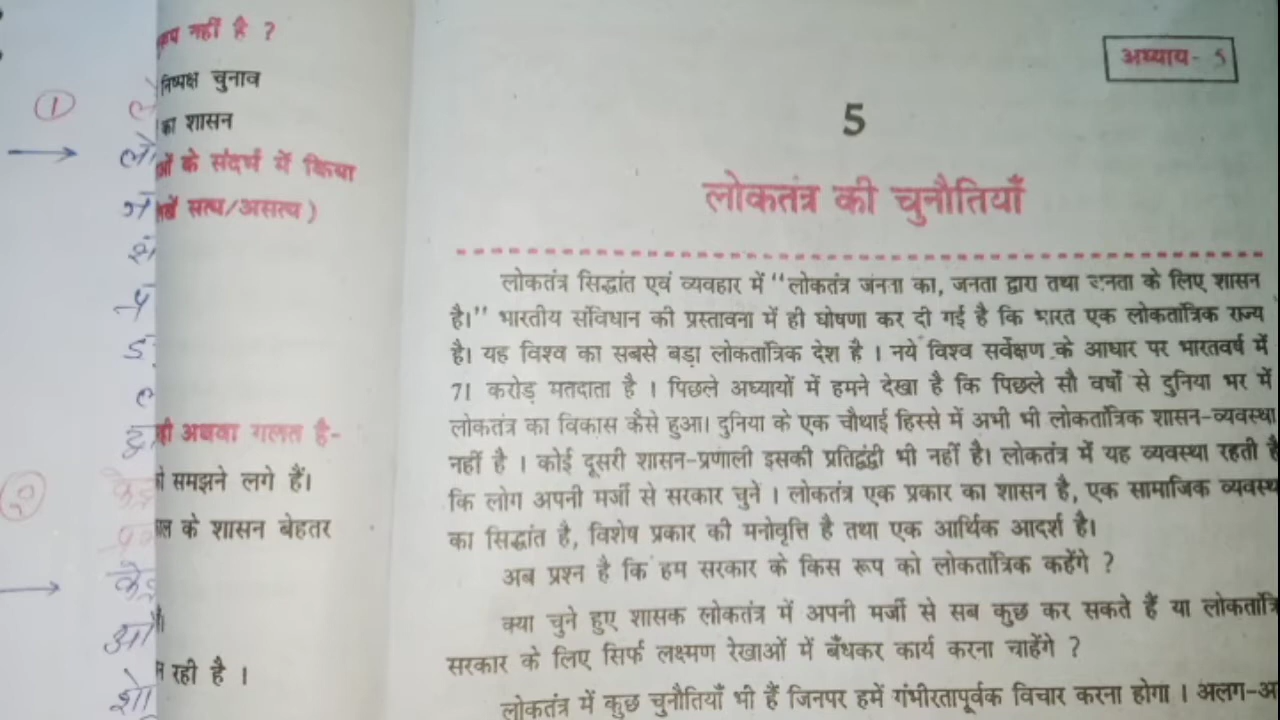 नहीं है ?
निष्पक्ष चुनाव
का शासन
ओं के संदर्भ में किया
सत्य/असत्य )
अथवा गलत है-
समझने लगे हैं।
के शासन बेहतर
रही है ।
अध्याय- 5
5
लोकतंत्र की चुनौतियाँ
लोकतंत्र सिद्धांत एवं व्यवहार में "लोकतंत्र जनता का, जनता द्वारा तथा जनता के लिए शासन
है।" भारतीय संविधान की प्रस्तावना में ही घोषणा कर दी गई है कि भारत एक लोकतांत्रिक राज्य
है। यह विश्व का सबसे बड़ा लोकतांत्रिक देश है । नये विश्व सर्वेक्षण के आधार पर भारतवर्ष में
71 करोड़ मतदाता है । पिछले अध्यायों में हमने देखा है कि पिछले सौ वर्षों से दुनिया भर में
लोकतंत्र का विकास कैसे हुआ। दुनिया के एक चौथाई हिस्से में अभी भी लोकतांत्रिक शासन-व्यवस्था
नहीं है । कोई दूसरी शासन-प्रणाली इसकी प्रतिद्वंद्वी भी नहीं है। लोकतंत्र में यह व्यवस्था रहती है
कि लोग अपनी मर्जी से सरकार चुनें । लोकतंत्र एक प्रकार का शासन है, एक सामाजिक व्यवस्था
का सिद्धांत है, विशेष प्रकार की मनोवृत्ति है तथा एक आर्थिक आदर्श है।
अब प्रश्न है कि हम सरकार के किस रूप को लोकतांत्रिक कहेंगे ?
क्या चुने हुए शासक लोकतंत्र में अपनी मर्जी से सब कुछ कर सकते हैं या
सरकार के लिए सिर्फ लक्ष्मण रेखाओं में बँधकर कार्य करना चाहेंगे ?
लोकतंत्र में कुछ चुनौतियाँ भी हैं जिनपर हमें गंभीरतापूर्वक विचार करना होगा ।